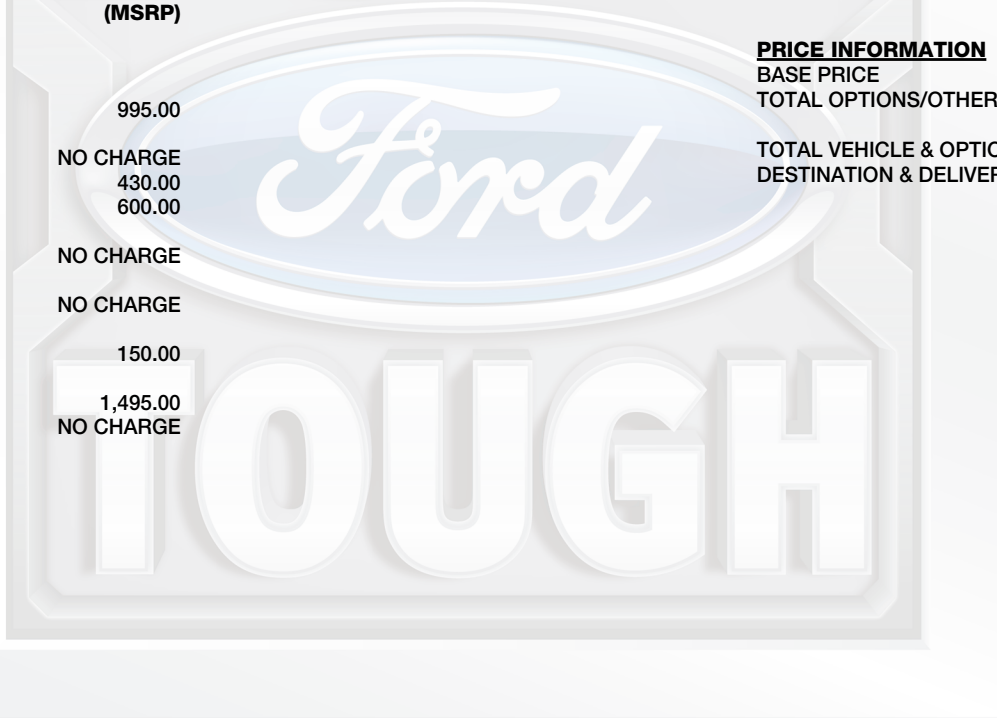 (MSRP)
995.00
NO CHARGE
430.00
600.00
NO CHARGE
NO CHARGE
150.00
1,495.00
NO CHARGE
PRICE INFORMATION
BASE PRICE
TOTAL OPTIONS/OTHER
TOTAL VEHICLE & OPTIO
DESTINATION & DELIVER
Ford
TOUGH